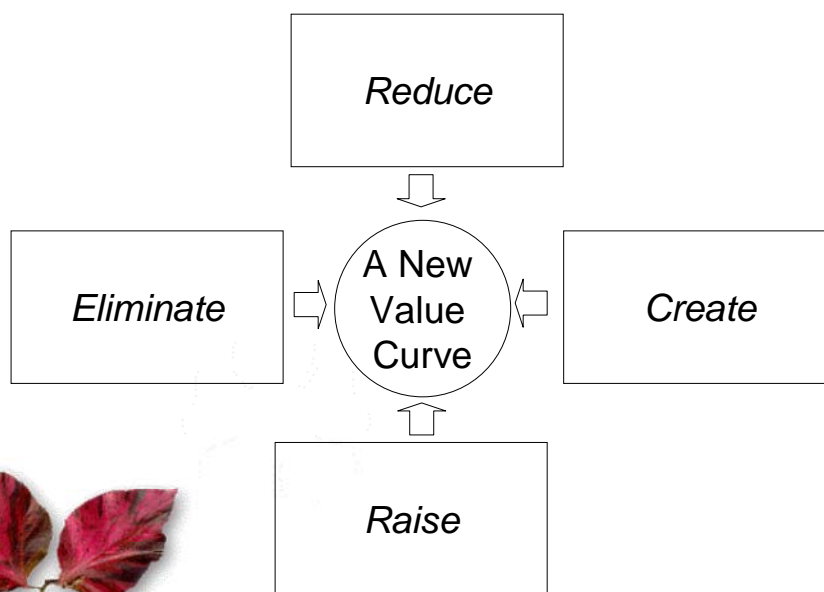 Reduce
Eliminate
A New
Value
Curve
Create
Raise